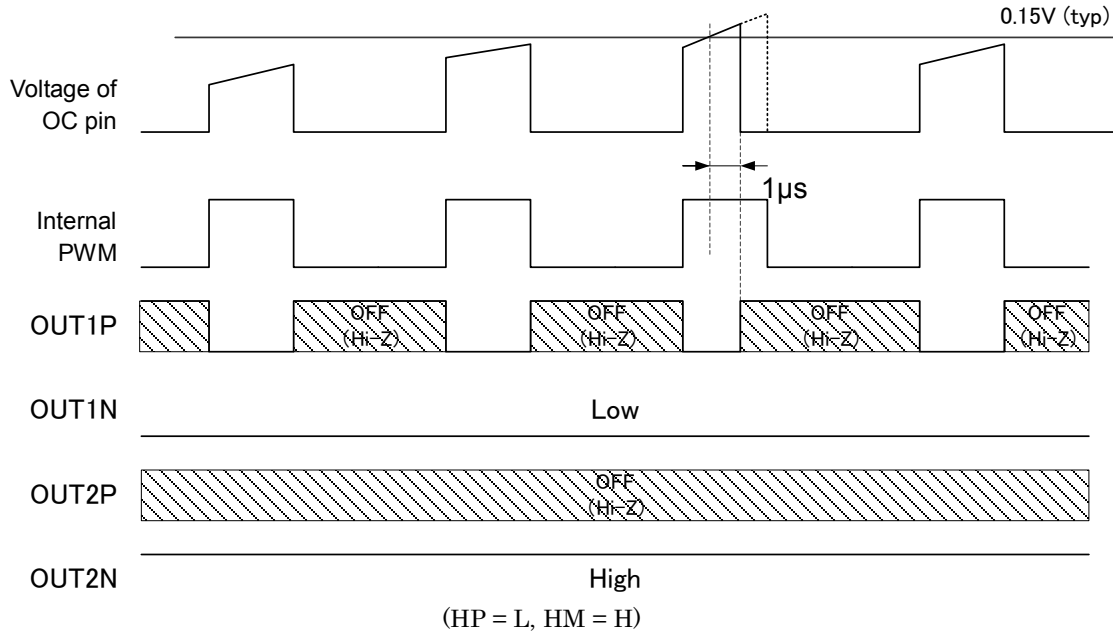 0.15V (typ)
Voltage of
OC pin
1μs
Internal
PWM
OUT1P
OFF
(Hi-Z)
OFF
(Hi-Z)
OFF
(Hi-Z)
OFF
(Hi-Z)
OUT1N
Low
OUT2P
OFF
(Hi-Z)
OUT2N
High
(HP = L, HM = H)